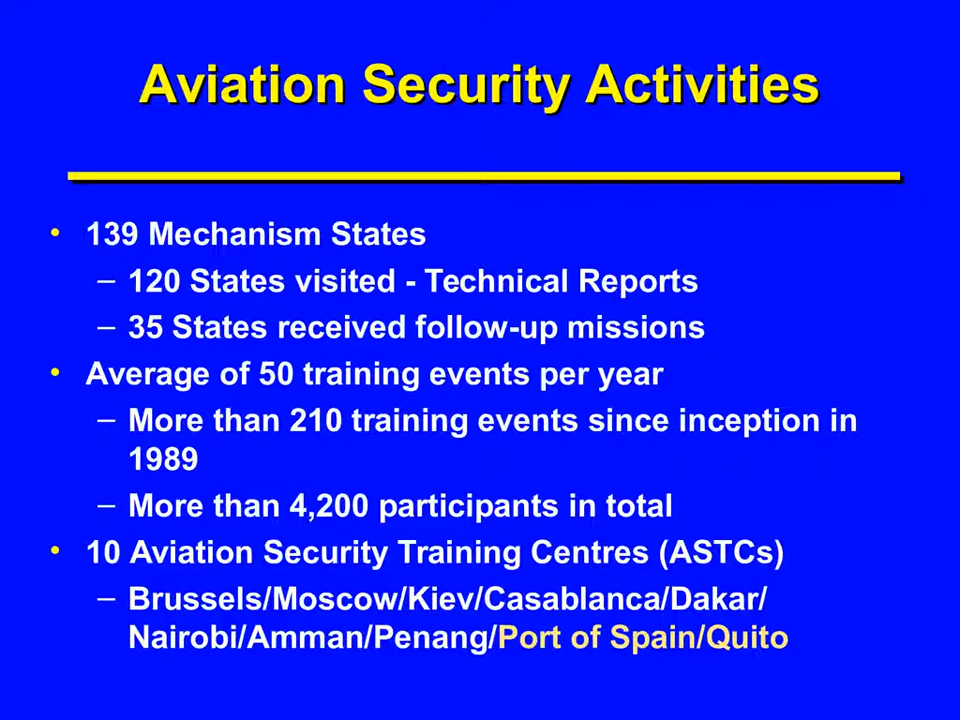 Aviation Security Activities
• 139 Mechanism States
– 120 States visited - Technical Reports
– 35 States received follow-up missions
• Average of 50 training events per year
– More than 210 training events since inception in
1989
– More than 4,200 participants in total
• 10 Aviation Security Training Centres (ASTCs)
– Brussels/Moscow/Kiev/Casablanca/Dakar/
Nairobi/Amman/Penang/Port of Spain/Quito